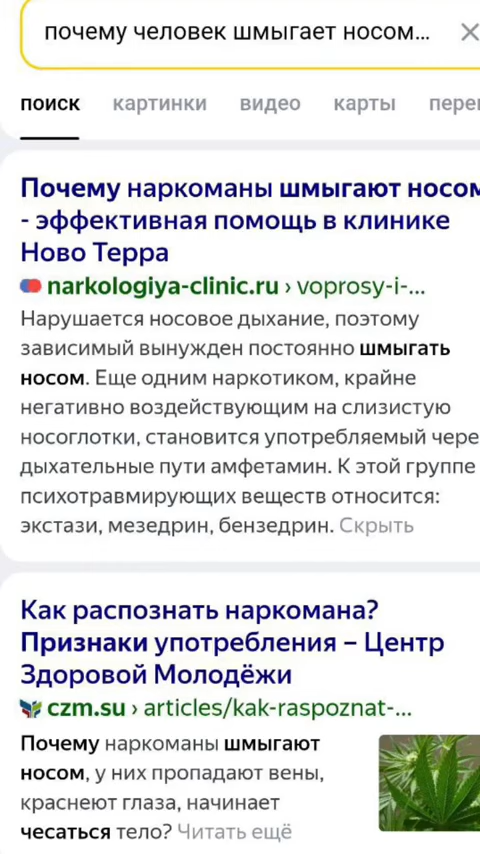 почему человек шмыгает носом...
поиск картинки видео карты
Почему наркоманы шмыгают носом
- эффективная помощь в клинике
Ново Терра
narkologiya-clinic.ru › voprosy-i-...
Нарушается носовое дыхание, поэтому
зависимый вынужден постоянно шмыгать
носом. Еще одним наркотиком, крайне
негативно воздействующим на слизистую
носоглотки, становится употребляемый чере
дыхательные пути амфетамин. К этой группе
психотравмирующих веществ относится:
экстази, мезедрин, бензедрин. Скрыть
Как распознать наркомана?
Признаки употребления – Центр
Здоровой Молодёжи
czm.su › articles/kak-raspoznat-...
Почему наркоманы шмыгают
носом, у них пропадают вены,
краснеют глаза, начинает
чесаться тело? Читать ещё